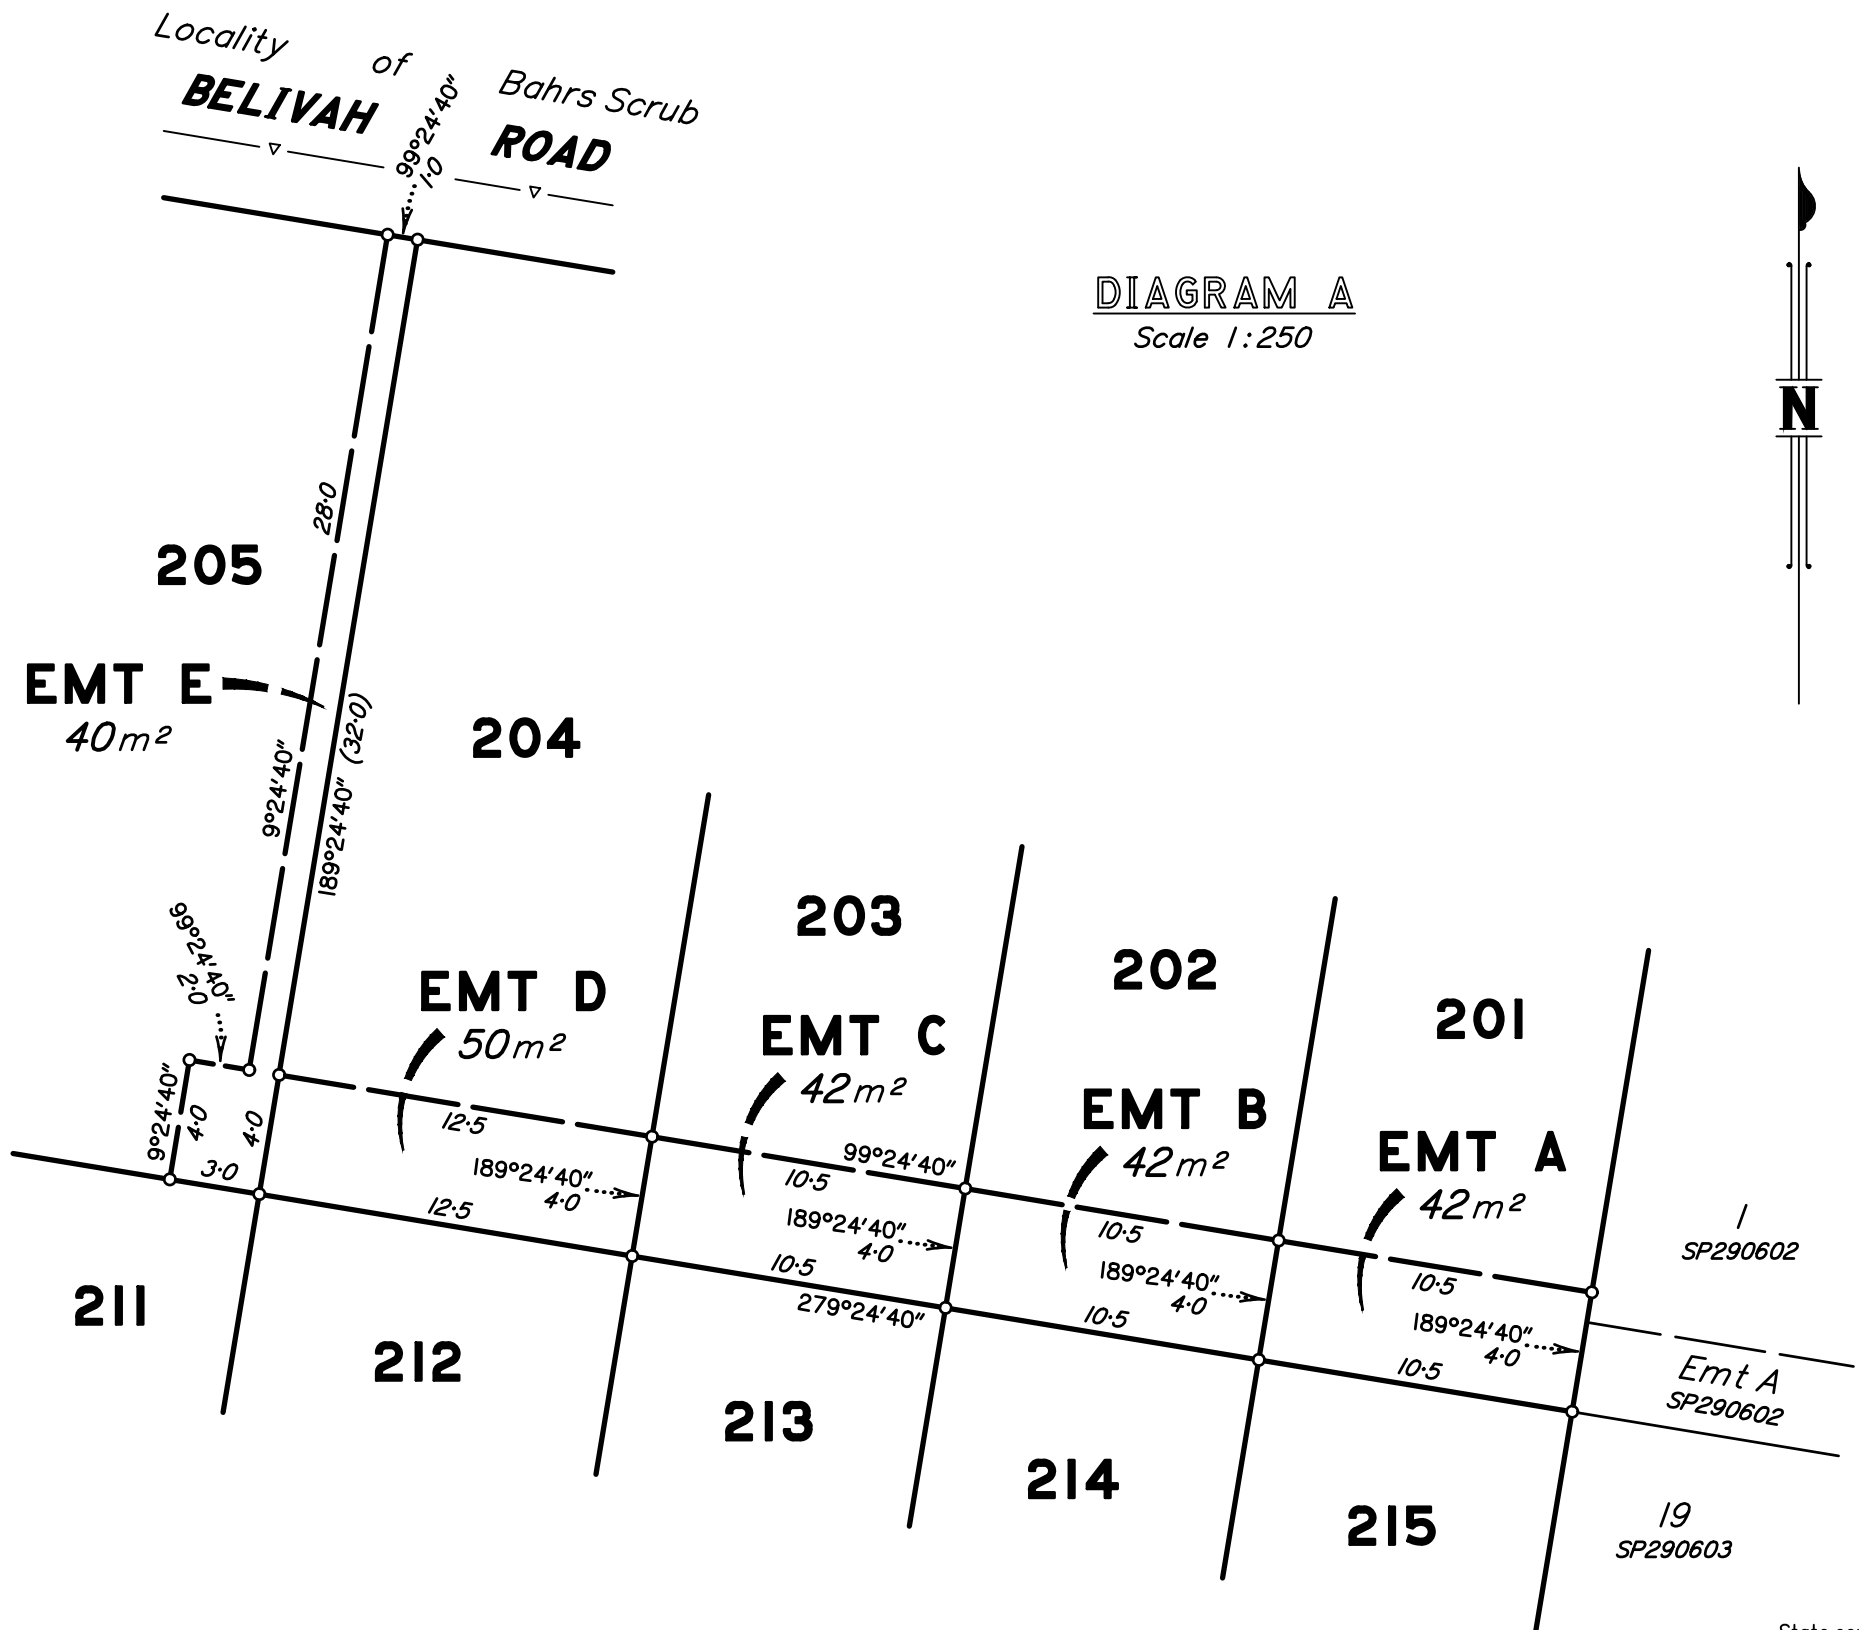 Locality of Bahrs Scrub
BELIVAH ROAD
99°24'40"
1·0
DIAGRAM A
Scale 1:250
N
28·0
205
EMT E
40m²
9°24'40"
189°24'40" (32·0)
204
99°24'40"
2·0
203
202
201
EMT D
50m²
EMT C
42m²
EMT B
42m²
EMT A
42m²
9°24'40"
4·0
4·0
3·0
12·5
189°24'40"
4·0
12·5
99°24'40"
10·5
189°24'40"
4·0
10·5
279°24'40"
10·5
189°24'40"
4·0
10·5
10·5
189°24'40"
4·0
10·5
1
SP290602
Emt A
SP290602
211
212
213
214
215
19
SP290603